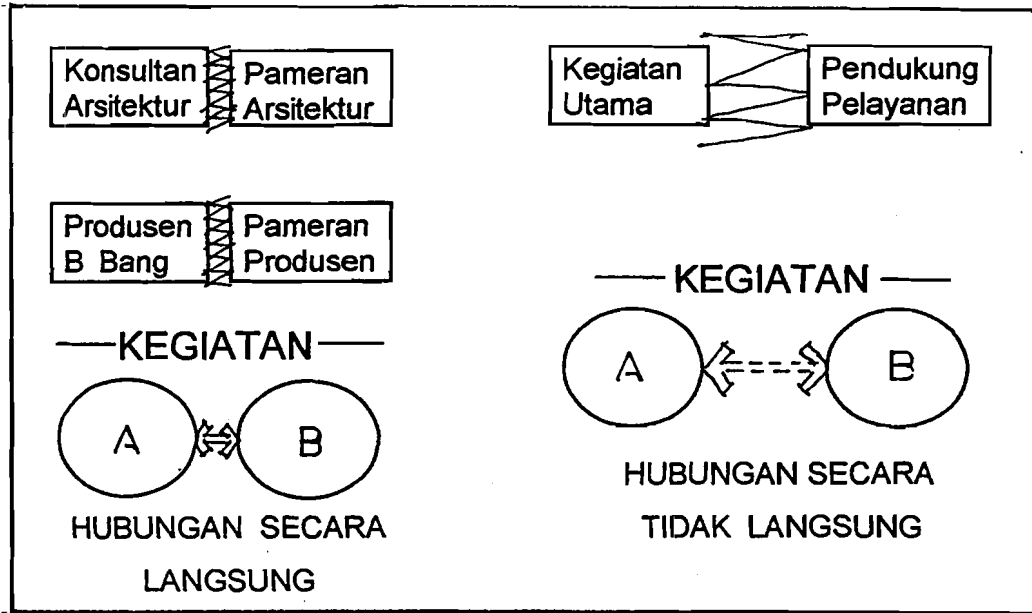 Konsultan
Arsitektur
Pameran
Arsitektur
Produsen
B Bang
Pameran
Produsen
KEGIATAN
A
B
HUBUNGAN SECARA
LANGSUNG
Kegiatan
Utama
Pendukung
Pelayanan
KEGIATAN
A
B
HUBUNGAN SECARA
TIDAK LANGSUNG